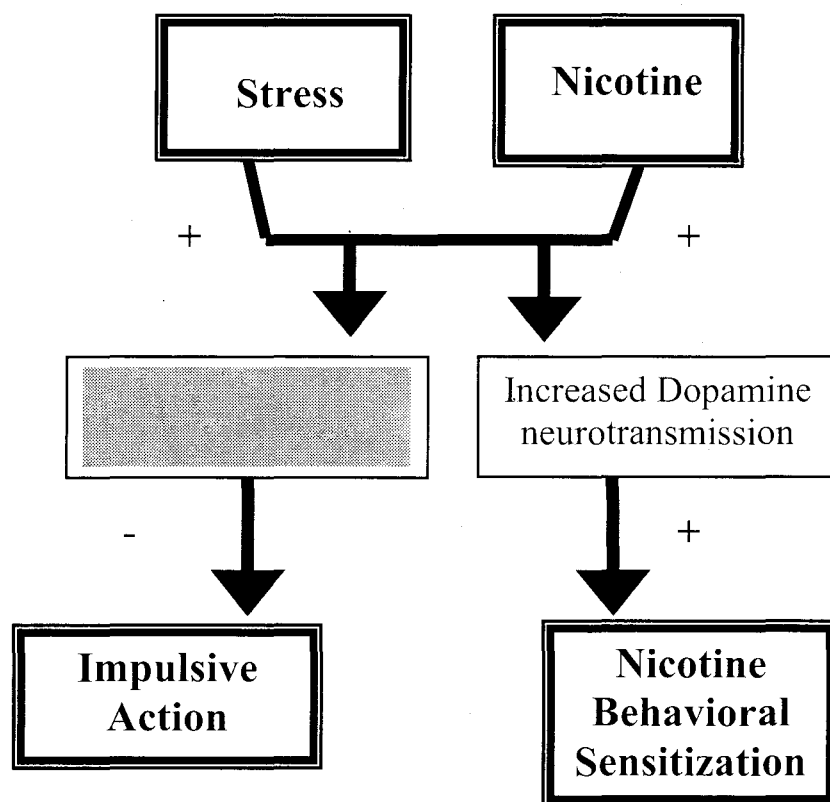 Stress
Nicotine
+
+
Increased Dopamine
neurotransmission
-
+
Impulsive
Action
Nicotine
Behavioral
Sensitization